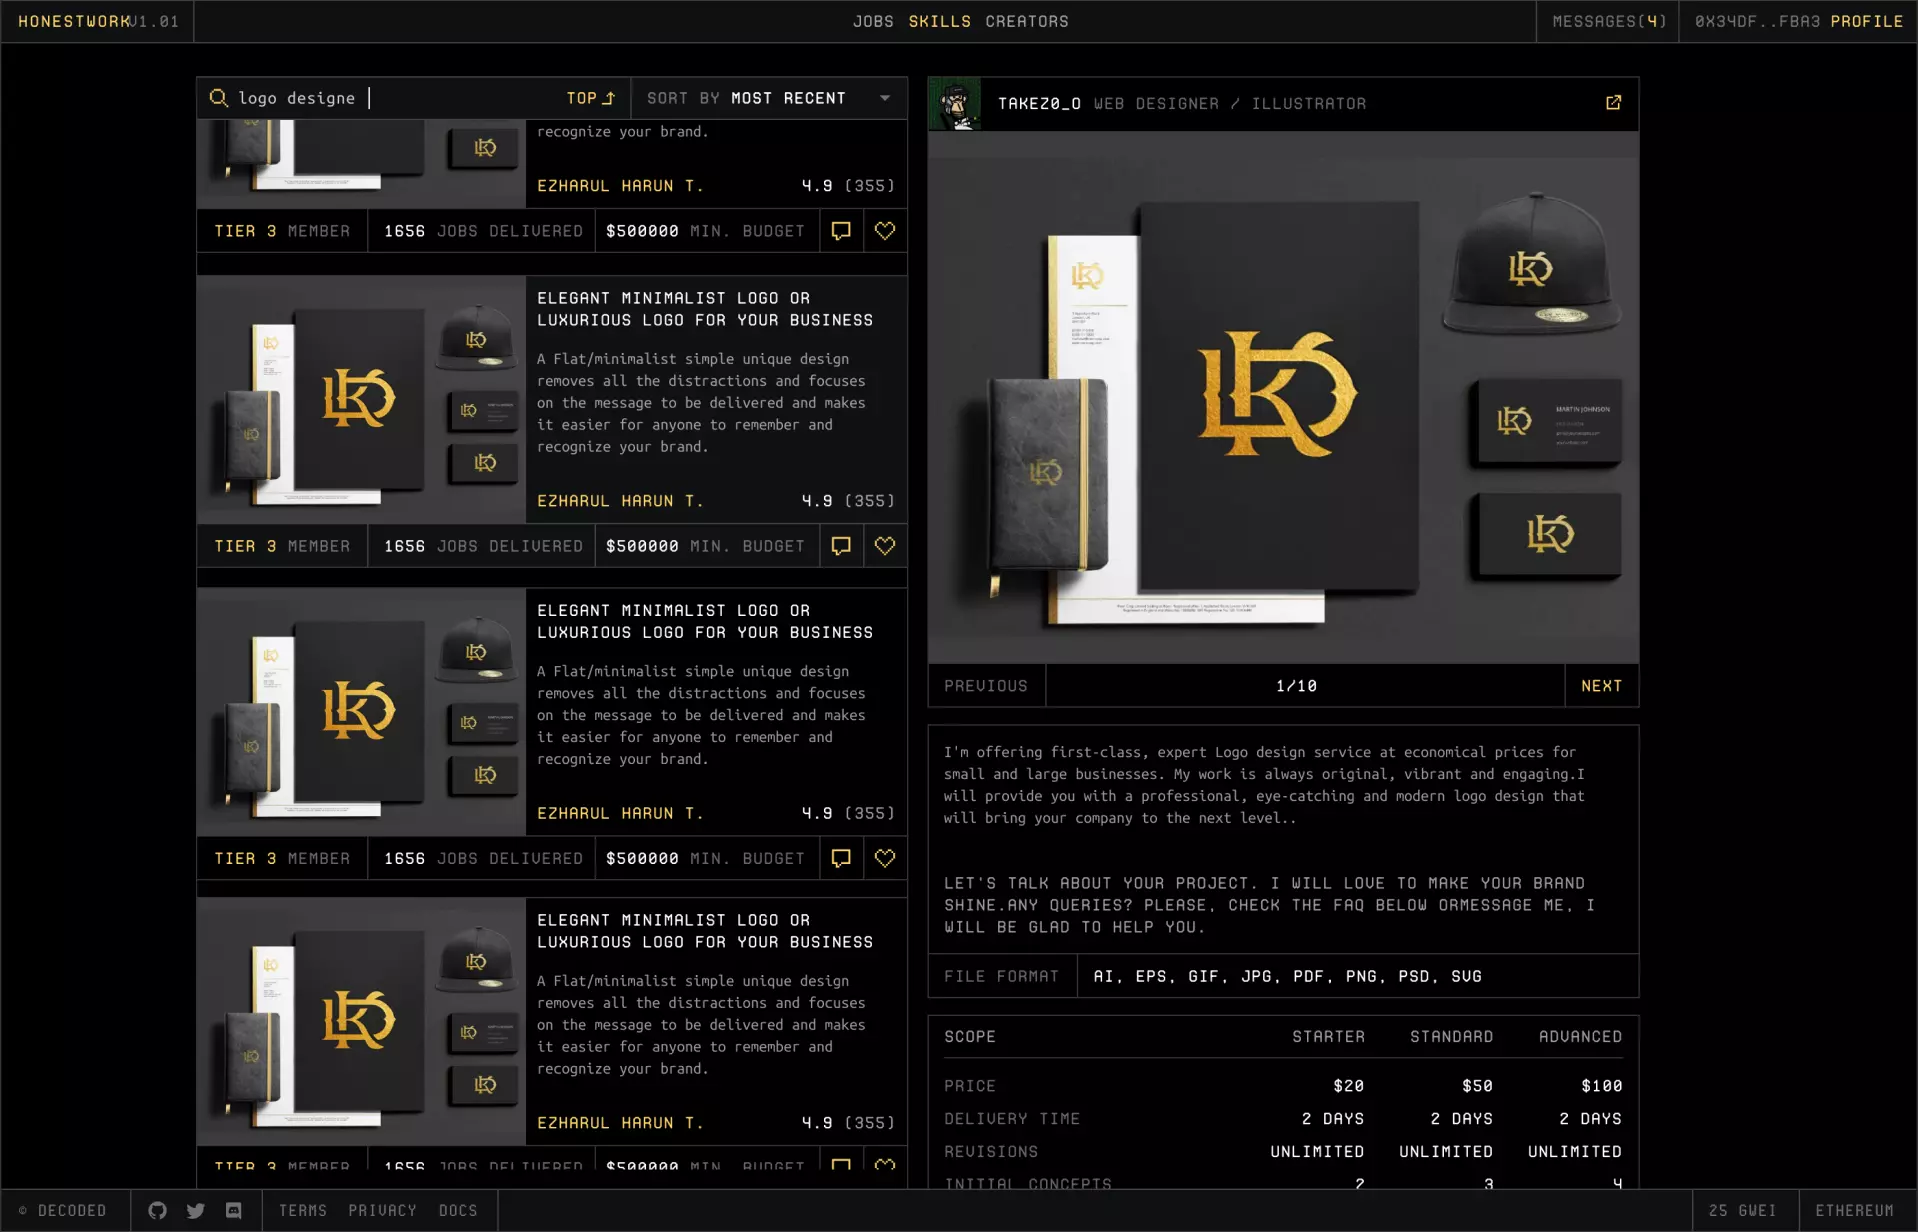 HONESTWORK V1.01
JOBS SKILLS CREATORS
MESSAGES(4)
0X34DF..FBA3 PROFILE
logo designe
TOP
SORT BY MOST RECENT
recognize your brand.
EZHARUL HARUN T. 4.9 (355)
TIER 3 MEMBER 1656 JOBS DELIVERED $500000 MIN. BUDGET
ELEGANT MINIMALIST LOGO OR
LUXURIOUS LOGO FOR YOUR BUSINESS
A Flat/minimalist simple unique design
removes all the distractions and focuses
on the message to be delivered and makes
it easier for anyone to remember and
recognize your brand.
EZHARUL HARUN T. 4.9 (355)
TIER 3 MEMBER 1656 JOBS DELIVERED $500000 MIN. BUDGET
ELEGANT MINIMALIST LOGO OR
LUXURIOUS LOGO FOR YOUR BUSINESS
A Flat/minimalist simple unique design
removes all the distractions and focuses
on the message to be delivered and makes
it easier for anyone to remember and
recognize your brand.
EZHARUL HARUN T. 4.9 (355)
TIER 3 MEMBER 1656 JOBS DELIVERED $500000 MIN. BUDGET
ELEGANT MINIMALIST LOGO OR
LUXURIOUS LOGO FOR YOUR BUSINESS
A Flat/minimalist simple unique design
removes all the distractions and focuses
on the message to be delivered and makes
it easier for anyone to remember and
recognize your brand.
EZHARUL HARUN T. 4.9 (355)
TIER 3 MEMBER 1656 JOBS DELIVERED $500000 MIN. BUDGET
TAKEZ0_O WEB DESIGNER / ILLUSTRATOR
MARTIN JOHNSON
PREVIOUS 1/10 NEXT
I'm offering first-class, expert Logo design service at economical prices for
small and large businesses. My work is always original, vibrant and engaging.I
will provide you with a professional, eye-catching and modern logo design that
will bring your company to the next level..
LET'S TALK ABOUT YOUR PROJECT. I WILL LOVE TO MAKE YOUR BRAND
SHINE.ANY QUERIES? PLEASE, CHECK THE FAQ BELOW ORMESSAGE ME, I
WILL BE GLAD TO HELP YOU.
FILE FORMAT AI, EPS, GIF, JPG, PDF, PNG, PSD, SVG
SCOPE STARTER STANDARD ADVANCED
PRICE $20 $50 $100
DELIVERY TIME 2 DAYS 2 DAYS 2 DAYS
REVISIONS UNLIMITED UNLIMITED UNLIMITED
INITIAL CONCEPTS 2 3 4
© DECODED
TERMS PRIVACY DOCS
25 GWEI ETHEREUM